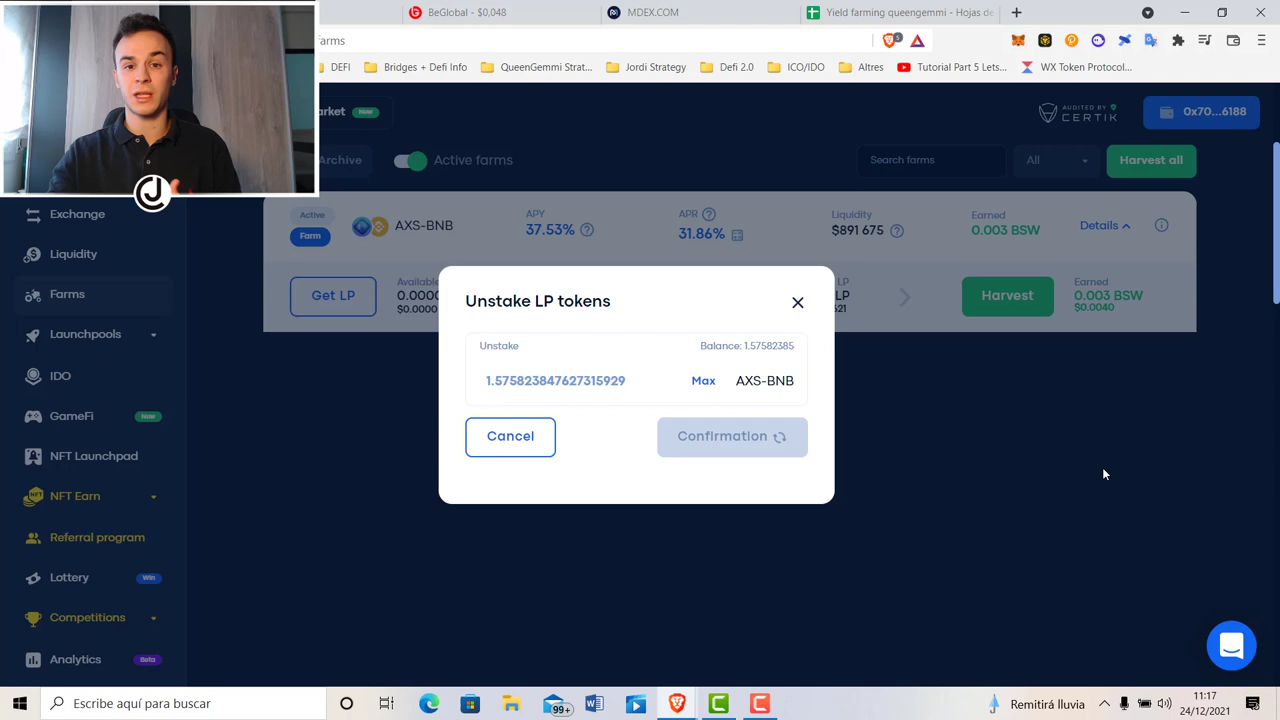 BeGlobal - $0,048
MDEX.COM
Yield farming queengemmi - Hojas de
arms
5
DEFI
Bridges + Defi Info
QueenGemmi Strat...
Jordi Strategy
Defi 2.0
ICO/IDO
Altres
Tutorial Part 5 Lets...
WX Token Protocol...
arket
New
AUDITED BY
CERTIK
0x70...6188
Archive
Active farms
Search farms
All
Harvest all
J
Exchange
Liquidity
Farms
Launchpools
IDO
GameFi
New
NFT Launchpad
NFT Earn
Referral program
Lottery
Win
Competitions
Analytics
Beta
Active
Farm
AXS-BNB
APY
37.53%
APR
31.86%
Liquidity
$891 675
Earned
0.003 BSW
Details
Get LP
Available
0.0000
$0.0000
LP
LP
621
Harvest
Earned
0.003 BSW
$0.0040
Unstake LP tokens
Unstake
Balance: 1.57582385
1.575823847627315929
Max
AXS-BNB
Cancel
Confirmation
Escribe aquí para buscar
99+
Remitirá lluvia
11:17
24/12/2021